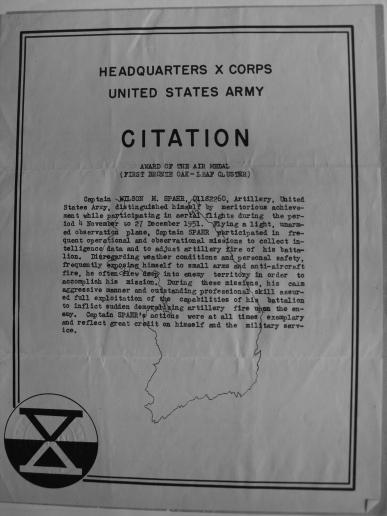 HEADQUARTERS X CORPS
UNITED STATES ARMY
CITATION
AWARD OF THE AIR MEDAL
(FIRST BRONZE OAK-LEAF CLUSTER)
Captain WILSON M. SPAHR, O1182260, Artillery, United
States Army, distinguished himself by meritorious achieve-
ment while participating in aerial flights during the per-
iod 4 November to 27 December 1951. Flying a light, unarm-
ed observation plane, Captain SPAHR participated in fre-
quent operational and observational missions to collect in-
telligence data and to adjust artillery fire of his batta-
lion. Disregarding weather conditions and personal safety,
frequently exposing himself to small arms and anti-aircraft
fire, he often flew deep into enemy territory in order to
accomplish his mission. During these missions, his calm
aggressive manner and outstanding professional skill assur-
ed full exploitation of the capabilities of his battalion
to inflict sudden demoralizing artillery fire upon the en-
emy. Captain SPAHR's actions were at all times exemplary
and reflect great credit on himself and the military serv-
ice.